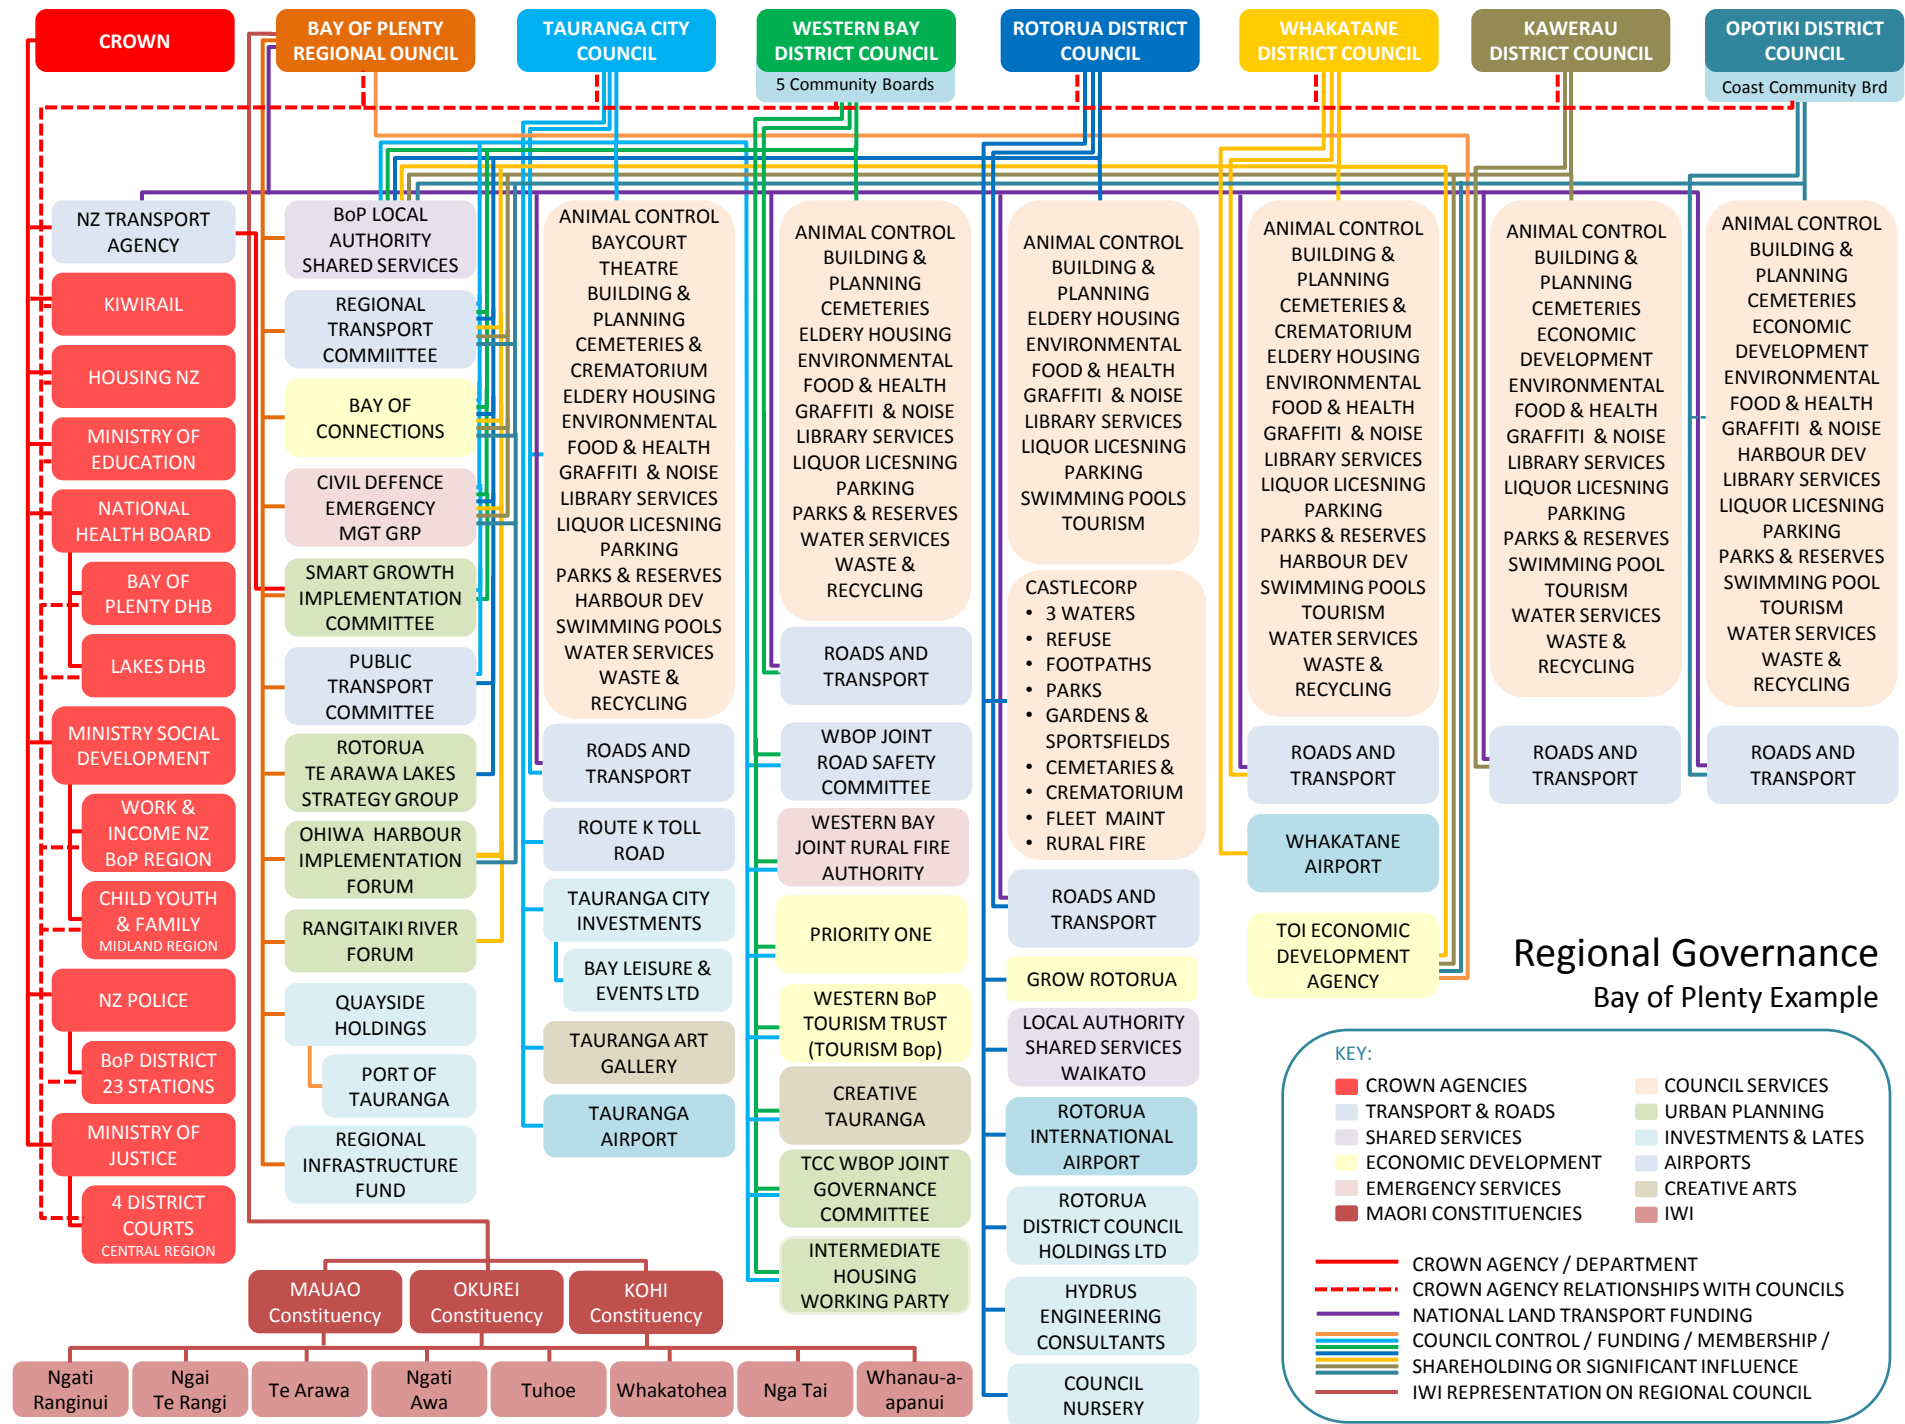 CROWN
BAY OF PLENTY
REGIONAL OUNCIL
TAURANGA CITY
COUNCIL
WESTERN BAY
DISTRICT COUNCIL
5 Community Boards
ROTORUA DISTRICT
COUNCIL
WHAKATANE
DISTRICT COUNCIL
KAWERAU
DISTRICT COUNCIL
OPOTIKI DISTRICT
COUNCIL
Coast Community Brd
NZ TRANSPORT
AGENCY
KIWIRAIL
HOUSING NZ
MINISTRY OF
EDUCATION
NATIONAL
HEALTH BOARD
BAY OF
PLENTY DHB
LAKES DHB
MINISTRY SOCIAL
DEVELOPMENT
WORK &
INCOME NZ
BoP REGION
CHILD YOUTH
& FAMILY
MIDLAND REGION
NZ POLICE
BoP DISTRICT
23 STATIONS
MINISTRY OF
JUSTICE
4 DISTRICT
COURTS
CENTRAL REGION
BoP LOCAL
AUTHORITY
SHARED SERVICES
REGIONAL
TRANSPORT
COMMIITTEE
BAY OF
CONNECTIONS
CIVIL DEFENCE
EMERGENCY
MGT GRP
SMART GROWTH
IMPLEMENTATION
COMMITTEE
PUBLIC
TRANSPORT
COMMITTEE
ROTORUA
TE ARAWA LAKES
STRATEGY GROUP
OHIWA HARBOUR
IMPLEMENTATION
FORUM
RANGITAIKI RIVER
FORUM
QUAYSIDE
HOLDINGS
PORT OF
TAURANGA
REGIONAL
INFRASTRUCTURE
FUND
ANIMAL CONTROL
BAYCOURT
THEATRE
BUILDING &
PLANNING
CEMETERIES &
CREMATORIUM
ELDERY HOUSING
ENVIRONMENTAL
FOOD & HEALTH
GRAFFITI & NOISE
LIBRARY SERVICES
LIQUOR LICESNING
PARKING
PARKS & RESERVES
HARBOUR DEV
SWIMMING POOLS
WATER SERVICES
WASTE &
RECYCLING
ROADS AND
TRANSPORT
ROUTE K TOLL
ROAD
TAURANGA CITY
INVESTMENTS
BAY LEISURE &
EVENTS LTD
TAURANGA ART
GALLERY
TAURANGA
AIRPORT
ANIMAL CONTROL
BUILDING &
PLANNING
CEMETERIES
ELDERY HOUSING
ENVIRONMENTAL
FOOD & HEALTH
GRAFFITI & NOISE
LIBRARY SERVICES
LIQUOR LICESNING
PARKING
PARKS & RESERVES
WATER SERVICES
WASTE &
RECYCLING
ROADS AND
TRANSPORT
WBOP JOINT
ROAD SAFETY
COMMITTEE
WESTERN BAY
JOINT RURAL FIRE
AUTHORITY
PRIORITY ONE
WESTERN BoP
TOURISM TRUST
(TOURISM Bop)
CREATIVE
TAURANGA
TCC WBOP JOINT
GOVERNANCE
COMMITTEE
INTERMEDIATE
HOUSING
WORKING PARTY
ANIMAL CONTROL
BUILDING &
PLANNING
ELDERY HOUSING
ENVIRONMENTAL
FOOD & HEALTH
GRAFFITI & NOISE
LIBRARY SERVICES
LIQUOR LICESNING
PARKING
SWIMMING POOLS
TOURISM
CASTLECORP
• 3 WATERS
• REFUSE
• FOOTPATHS
• PARKS
• GARDENS &
SPORTSFIELDS
• CEMETARIES &
• CREMATORIUM
• FLEET MAINT
• RURAL FIRE
ROADS AND
TRANSPORT
GROW ROTORUA
LOCAL AUTHORITY
SHARED SERVICES
WAIKATO
ROTORUA
INTERNATIONAL
AIRPORT
ROTORUA
DISTRICT COUNCIL
HOLDINGS LTD
HYDRUS
ENGINEERING
CONSULTANTS
COUNCIL
NURSERY
ANIMAL CONTROL
BUILDING &
PLANNING
CEMETERIES &
CREMATORIUM
ELDERY HOUSING
ENVIRONMENTAL
FOOD & HEALTH
GRAFFITI & NOISE
LIBRARY SERVICES
LIQUOR LICESNING
PARKING
PARKS & RESERVES
HARBOUR DEV
SWIMMING POOLS
TOURISM
WATER SERVICES
WASTE &
RECYCLING
ROADS AND
TRANSPORT
WHAKATANE
AIRPORT
TOI ECONOMIC
DEVELOPMENT
AGENCY
ANIMAL CONTROL
BUILDING &
PLANNING
CEMETERIES
ECONOMIC
DEVELOPMENT
ENVIRONMENTAL
FOOD & HEALTH
GRAFFITI & NOISE
LIBRARY SERVICES
LIQUOR LICESNING
PARKING
PARKS & RESERVES
SWIMMING POOL
TOURISM
WATER SERVICES
WASTE &
RECYCLING
ROADS AND
TRANSPORT
ANIMAL CONTROL
BUILDING &
PLANNING
CEMETERIES
ECONOMIC
DEVELOPMENT
ENVIRONMENTAL
FOOD & HEALTH
GRAFFITI & NOISE
HARBOUR DEV
LIBRARY SERVICES
LIQUOR LICESNING
PARKING
PARKS & RESERVES
SWIMMING POOL
TOURISM
WATER SERVICES
WASTE &
RECYCLING
ROADS AND
TRANSPORT
MAUAO
Constituency
OKUREI
Constituency
KOHI
Constituency
Ngati
Ranginui
Ngai
Te Rangi
Te Arawa
Ngati
Awa
Tuhoe
Whakatohea
Nga Tai
Whanau-a-
apanui
Regional Governance
Bay of Plenty Example
KEY:
CROWN AGENCIES
TRANSPORT & ROADS
SHARED SERVICES
ECONOMIC DEVELOPMENT
EMERGENCY SERVICES
MAORI CONSTITUENCIES
COUNCIL SERVICES
URBAN PLANNING
INVESTMENTS & LATES
AIRPORTS
CREATIVE ARTS
IWI
CROWN AGENCY / DEPARTMENT
CROWN AGENCY RELATIONSHIPS WITH COUNCILS
NATIONAL LAND TRANSPORT FUNDING
COUNCIL CONTROL / FUNDING / MEMBERSHIP /
SHAREHOLDING OR SIGNIFICANT INFLUENCE
IWI REPRESENTATION ON REGIONAL COUNCIL